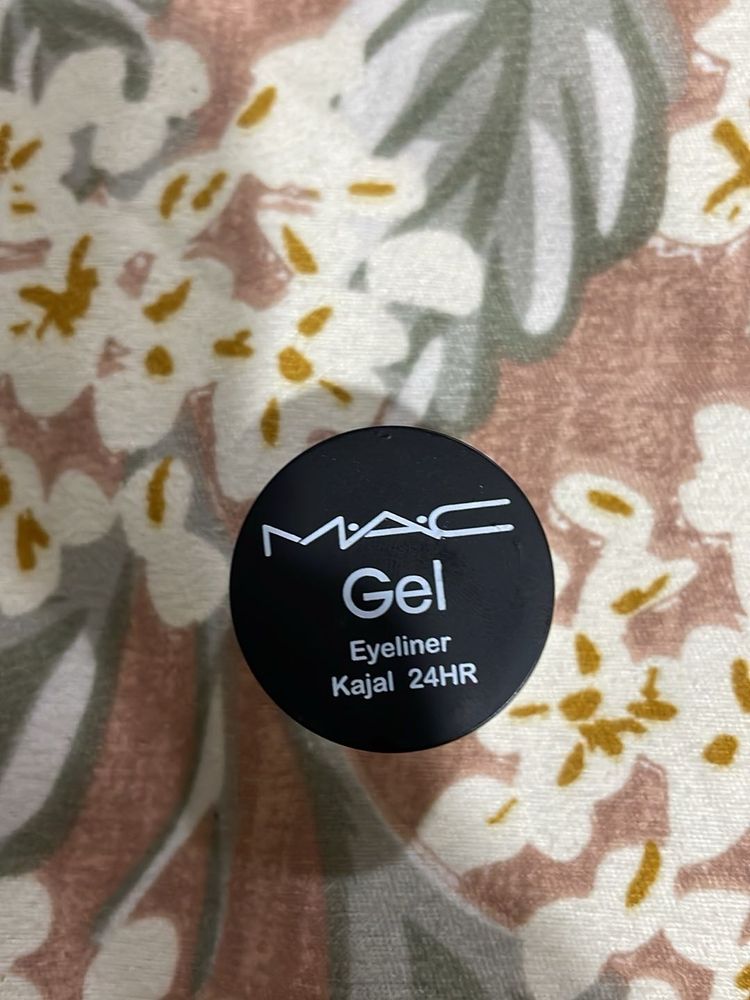 M·A·C
Gel
Eyeliner
Kajal 24HR